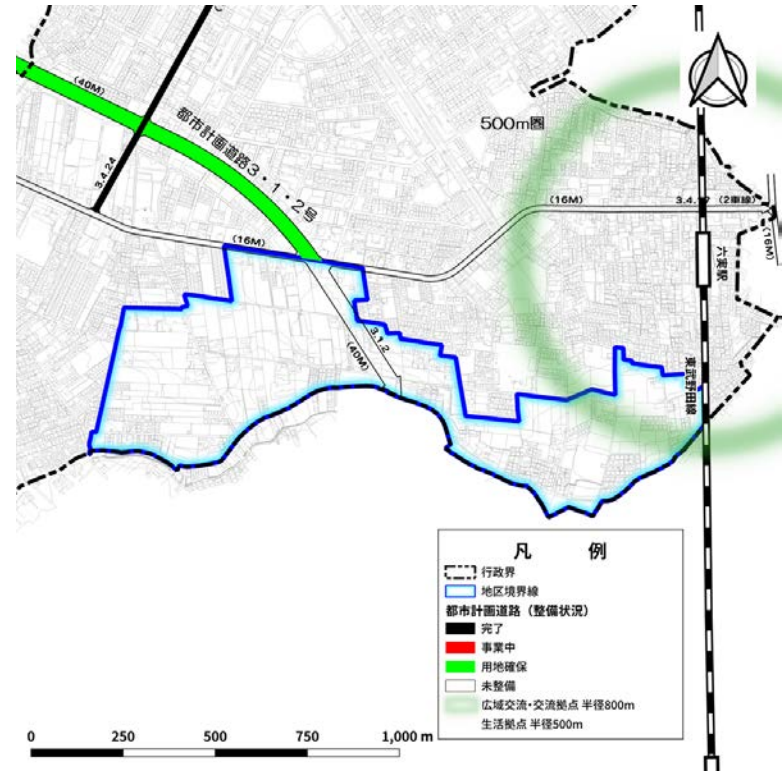 (40M)
3.4.24
都市計画道路3・1・2号
500m圏
(16M)
3.4.17 (2車線)
(16M)
(16M)
六実駅
3.1.2
(40M)
東武野田線
凡 例
行政界
地区境界線
都市計画道路（整備状況）
完了
事業中
用地確保
未整備
広域交流・交流拠点 半径800m
生活拠点 半径500m
0 250 500 750 1,000 m